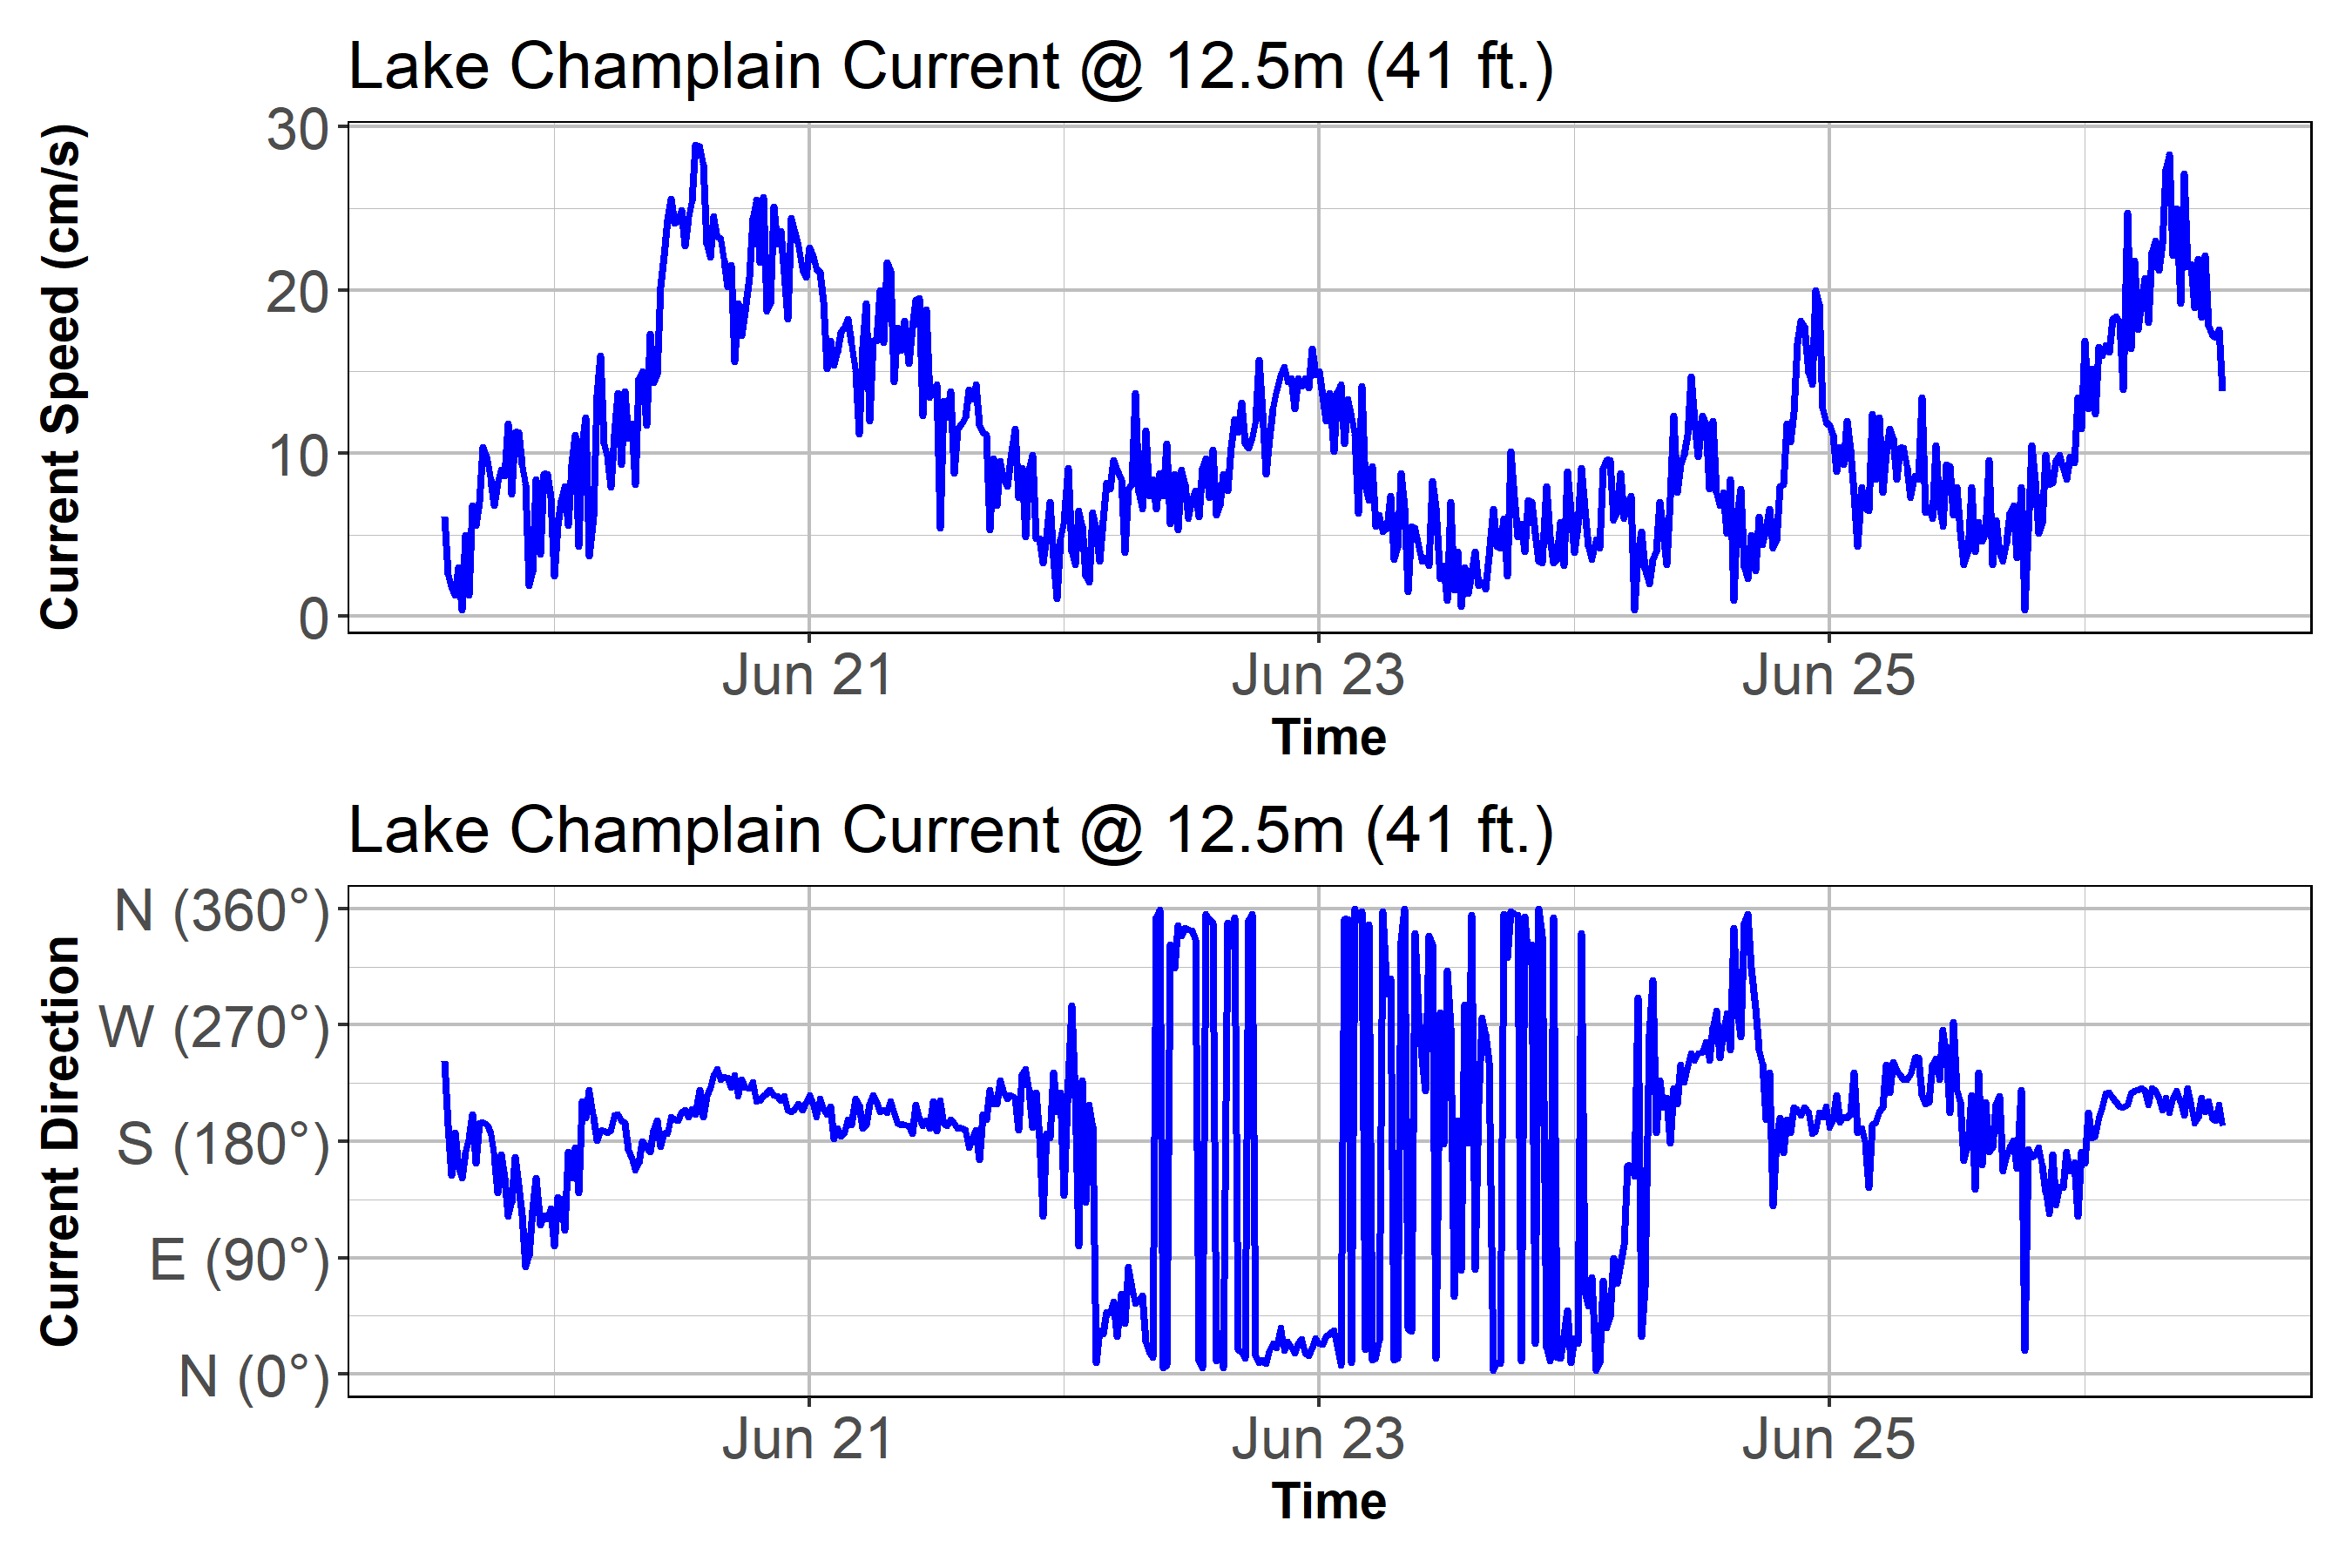 Lake Champlain Current @ 12.5m (41 ft.)
Current Speed (cm/s)
30
20
10
0
Jun 21 Jun 23 Jun 25
Time
Lake Champlain Current @ 12.5m (41 ft.)
Current Direction
N (360°)
W (270°)
S (180°)
E (90°)
N (0°)
Jun 21 Jun 23 Jun 25
Time